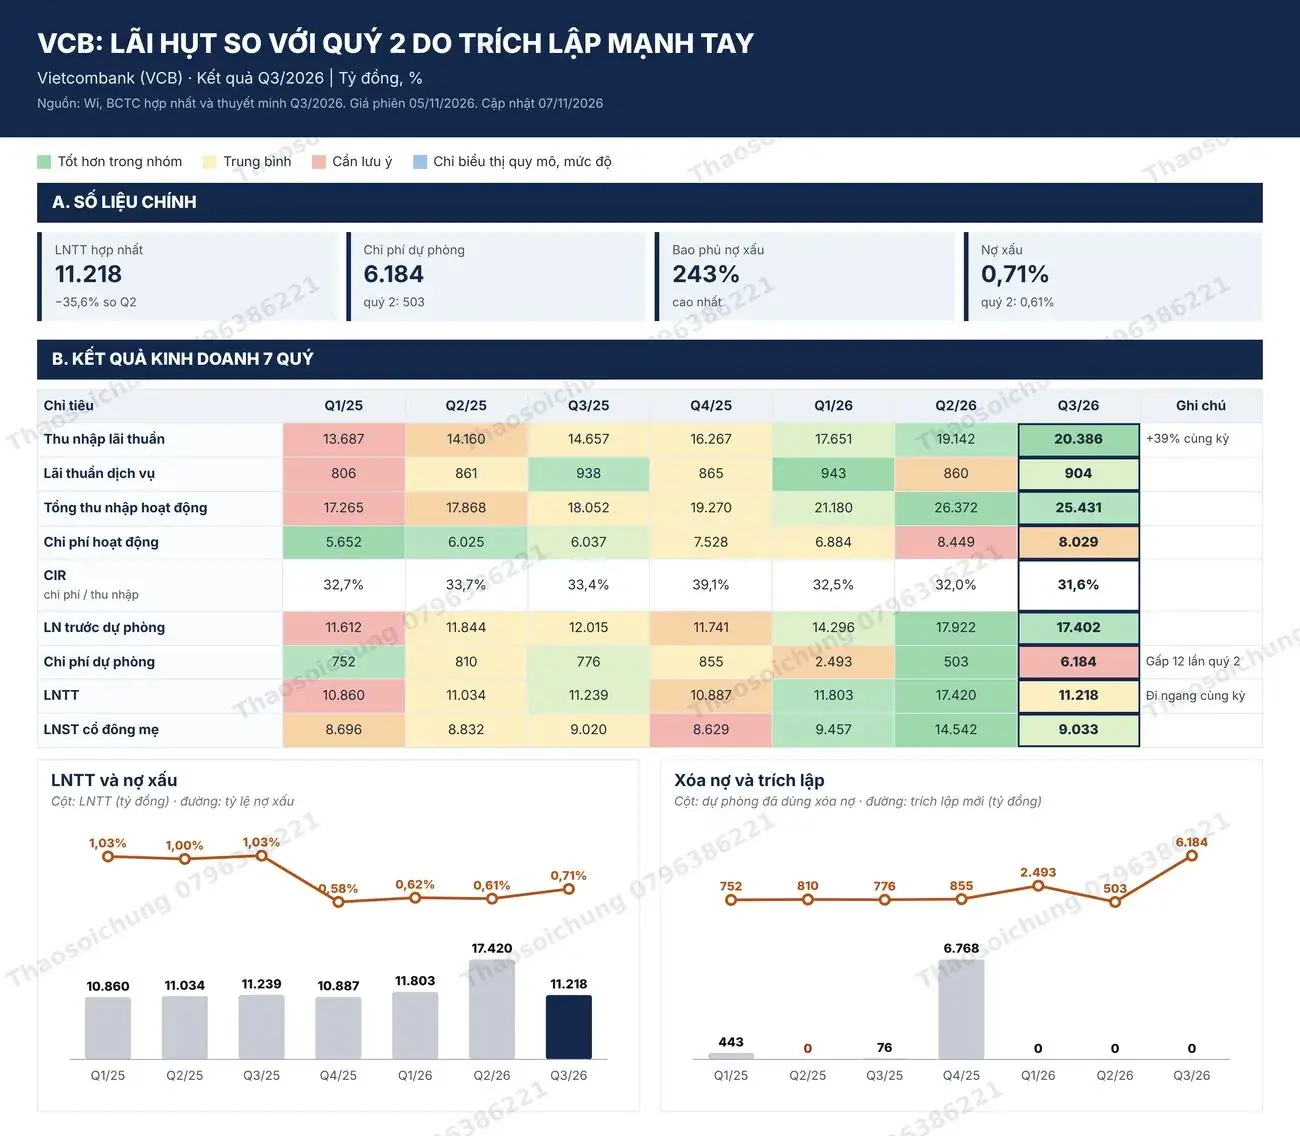 VCB: LÃI HỤT SO VỚI QUÝ 2 DO TRÍCH LẬP MẠNH TAY
Vietcombank (VCB) · Kết quả Q3/2026 | Tỷ đồng, %
Nguồn: Wi, BCTC hợp nhất và thuyết minh Q3/2026. Giá phiên 05/11/2026. Cập nhật 07/11/2026
Tốt hơn trong nhóm Trung bình Cần lưu ý Chỉ biểu thị quy mô, mức độ
A. SỐ LIỆU CHÍNH
LNTT hợp nhất Chi phí dự phòng Bao phủ nợ xấu Nợ xấu
11.218 6.184 243% 0,71%
−35,6% so Q2 quý 2: 503 cao nhất quý 2: 0,61%
B. KẾT QUẢ KINH DOANH 7 QUÝ
Chỉ tiêu Q1/25 Q2/25 Q3/25 Q4/25 Q1/26 Q2/26 Q3/26 Ghi chú
Thu nhập lãi thuần 13.687 14.160 14.657 16.267 17.651 19.142 20.386 +39% cùng kỳ
Lãi thuần dịch vụ 806 861 938 865 943 860 904
Tổng thu nhập hoạt động 17.265 17.868 18.052 19.270 21.180 26.372 25.431
Chi phí hoạt động 5.652 6.025 6.037 7.528 6.884 8.449 8.029
CIR
chi phí / thu nhập 32,7% 33,7% 33,4% 39,1% 32,5% 32,0% 31,6%
LN trước dự phòng 11.612 11.844 12.015 11.741 14.296 17.922 17.402
Chi phí dự phòng 752 810 776 855 2.493 503 6.184 Gấp 12 lần quý 2
LNTT 10.860 11.034 11.239 10.887 11.803 17.420 11.218 Đi ngang cùng kỳ
LNST cổ đông mẹ 8.696 8.832 9.020 8.629 9.457 14.542 9.033
LNTT và nợ xấu
Cột: LNTT (tỷ đồng) · đường: tỷ lệ nợ xấu
1,03% 1,00% 1,03% 0,58% 0,62% 0,61% 0,71%
10.860 11.034 11.239 10.887 11.803 17.420 11.218
Q1/25 Q2/25 Q3/25 Q4/25 Q1/26 Q2/26 Q3/26
Xóa nợ và trích lập
Cột: dự phòng đã dùng xóa nợ · đường: trích lập mới (tỷ đồng)
752 810 776 855 2.493 503 6.184
443 0 76 6.768 0 0 0
Q1/25 Q2/25 Q3/25 Q4/25 Q1/26 Q2/26 Q3/26
Thaosoichung 0796386221